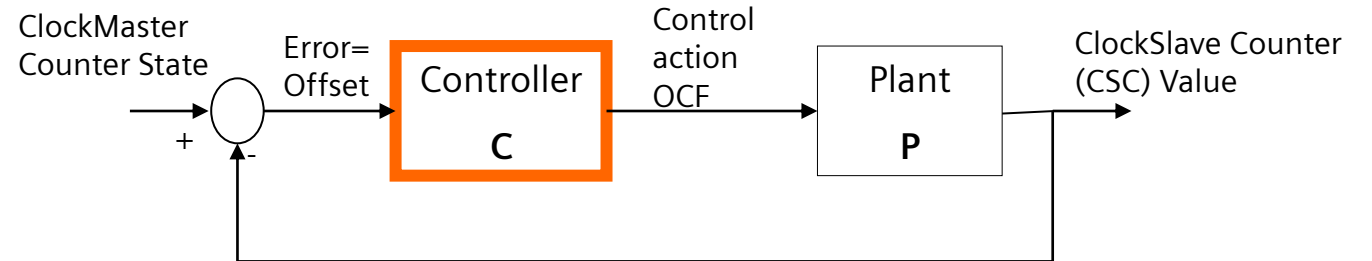 ClockMaster
Counter State
Error=
Offset
Controller
C
Control
action
OCF
Plant
P
ClockSlave Counter
(CSC) Value
+
-